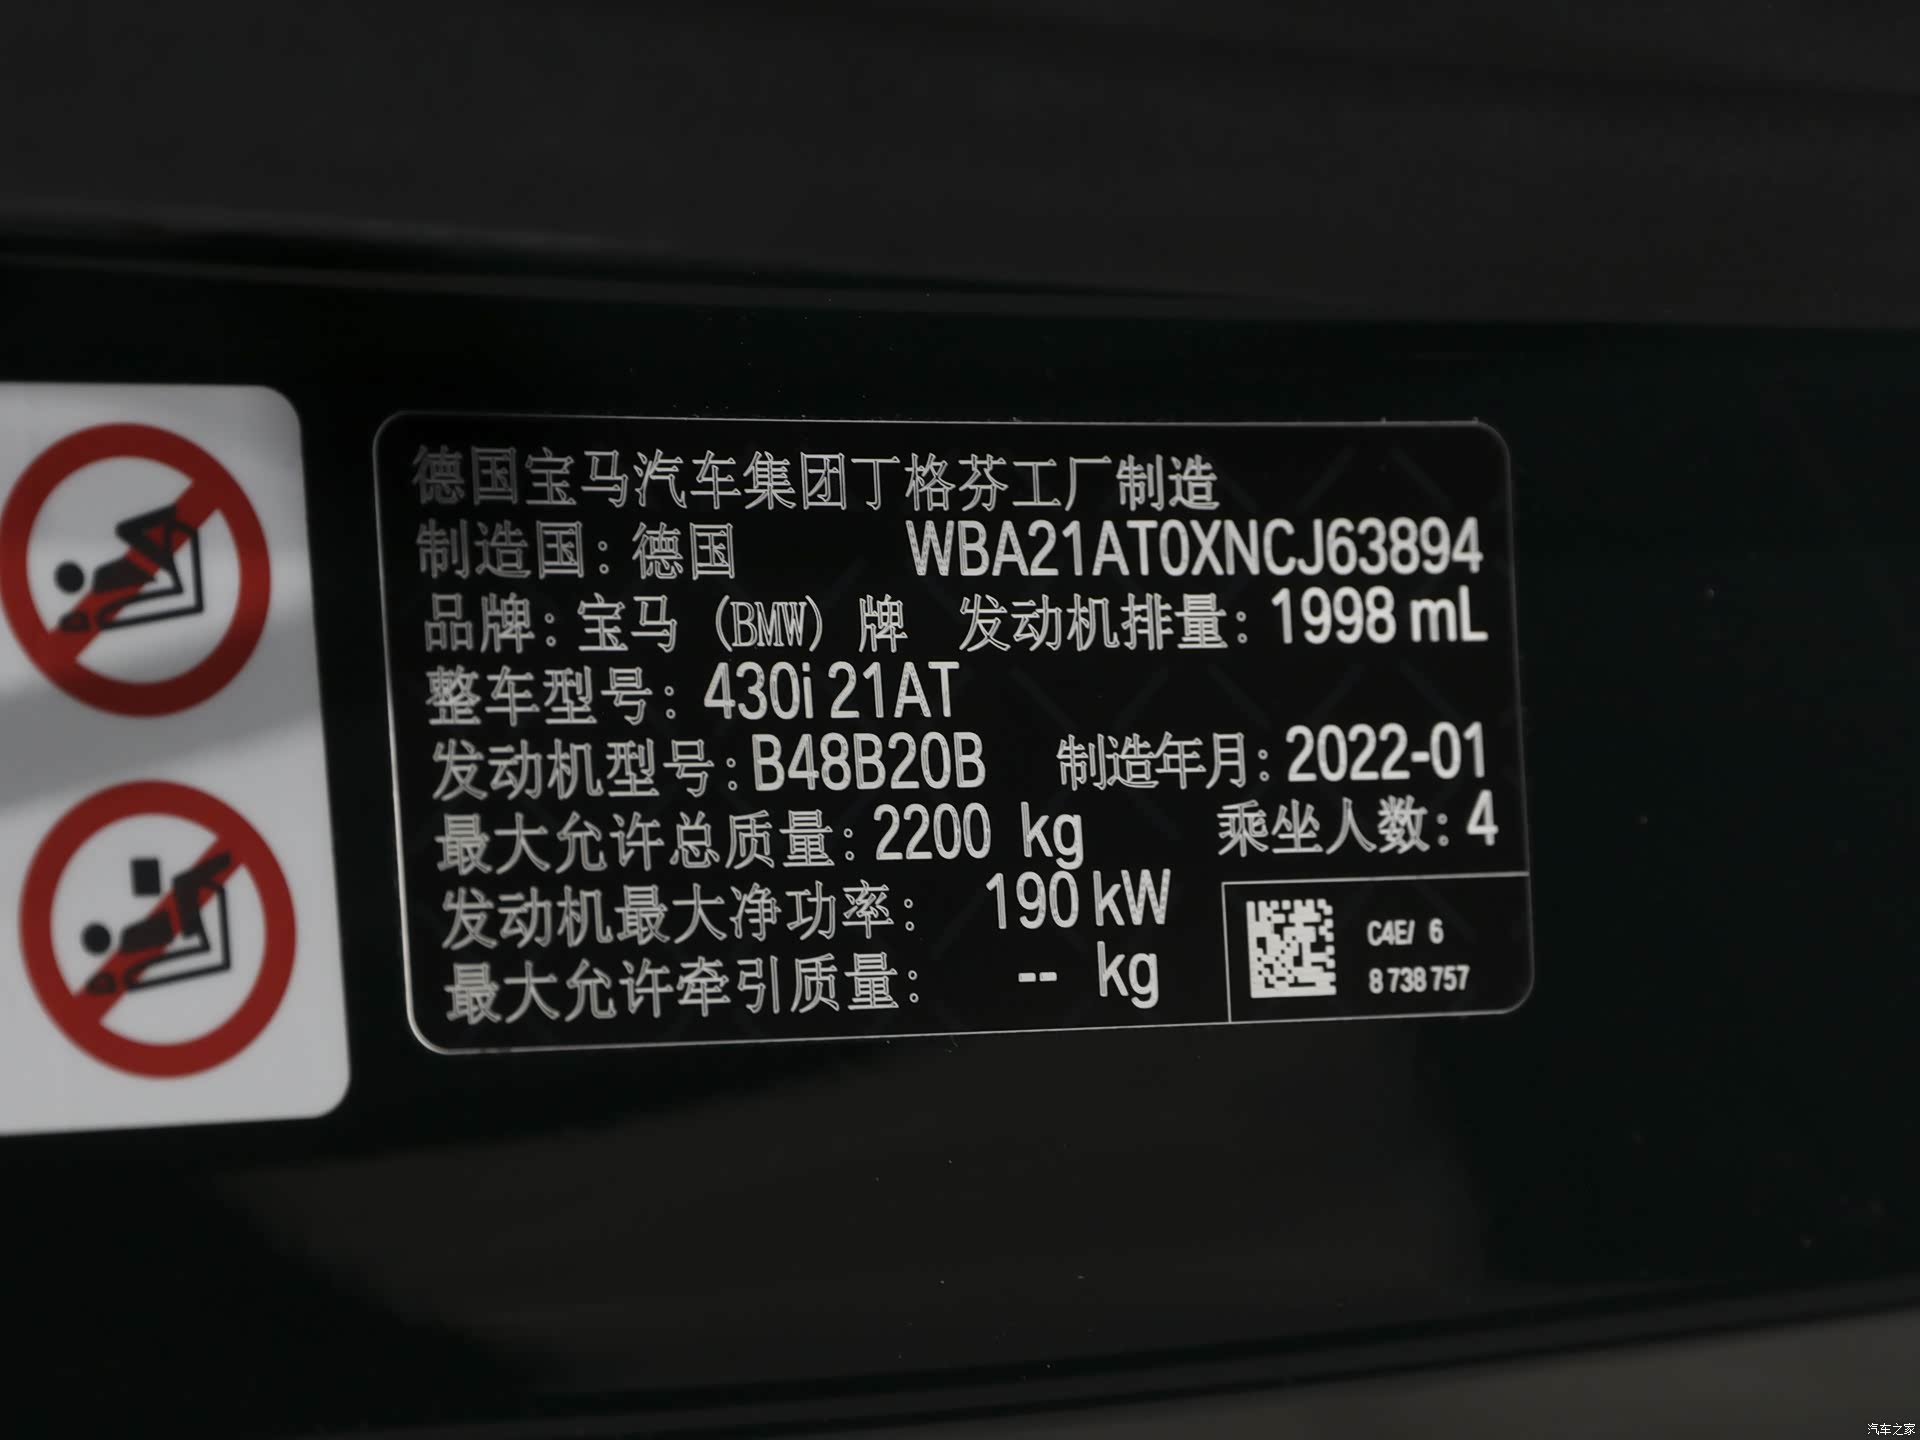 德国宝马汽车集团丁格芬工厂制造
制造国：德国 WBA21AT0XNCJ63894
品牌：宝马（BMW）牌 发动机排量：1998 mL
整车型号：430i 21AT
发动机型号：B48B20B 制造年月：2022-01
最大允许总质量：2200 kg 乘坐人数：4
发动机最大净功率： 190 kW
最大允许牵引质量： -- kg
C4E/ 6
8 738 757
汽车之家